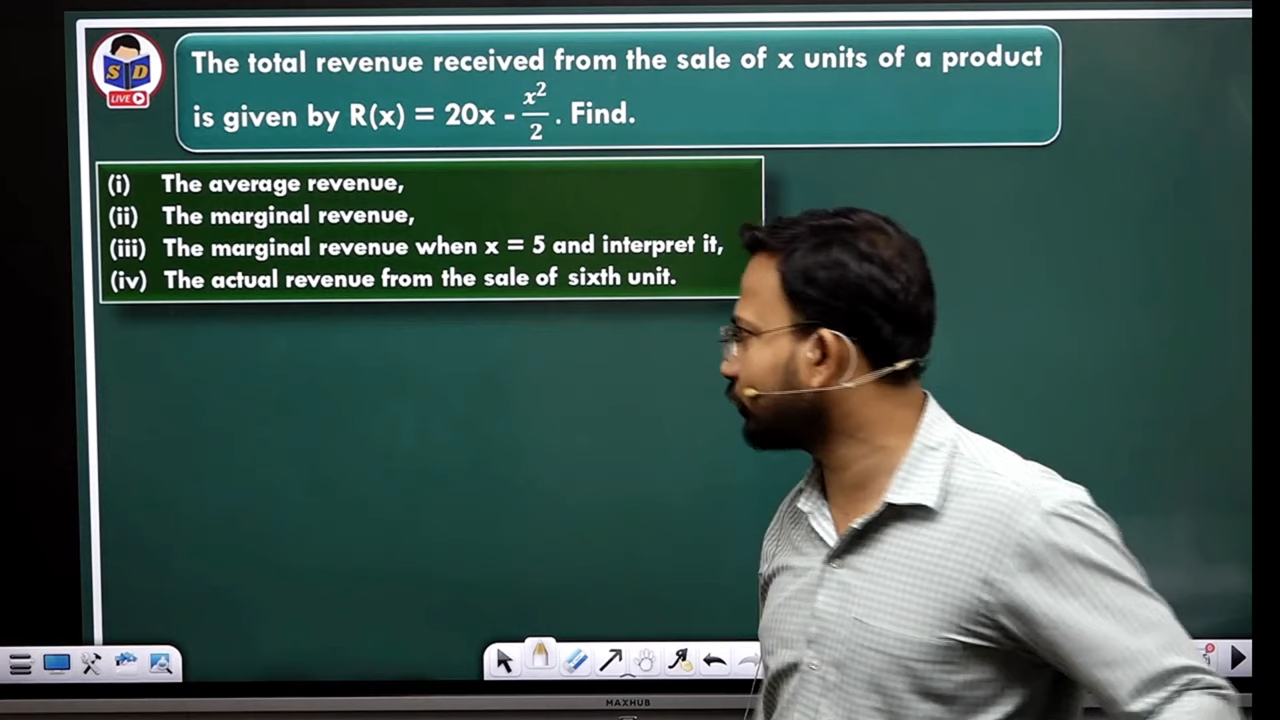 S D
LIVE
The total revenue received from the sale of x units of a product
is given by R(x) = 20x - x²/2 . Find.
(i) The average revenue,
(ii) The marginal revenue,
(iii) The marginal revenue when x = 5 and interpret it,
(iv) The actual revenue from the sale of sixth unit.
MAXHUB